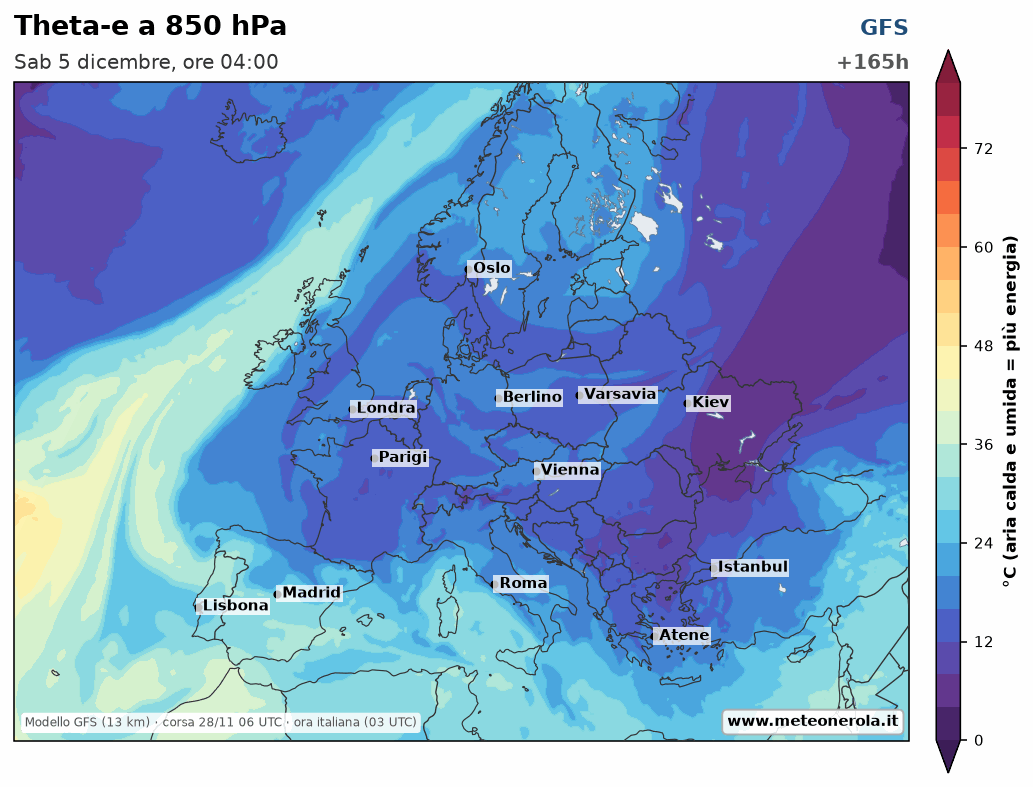 Theta-e a 850 hPa
GFS
Sab 5 dicembre, ore 04:00
+165h
72
60
48
36
24
12
0
°C (aria calda e umida = più energia)
Oslo
Londra
Berlino
Varsavia
Kiev
Parigi
Vienna
Istanbul
Roma
Madrid
Lisbona
Atene
Modello GFS (13 km) · corsa 28/11 06 UTC · ora italiana (03 UTC)
www.meteonerola.it